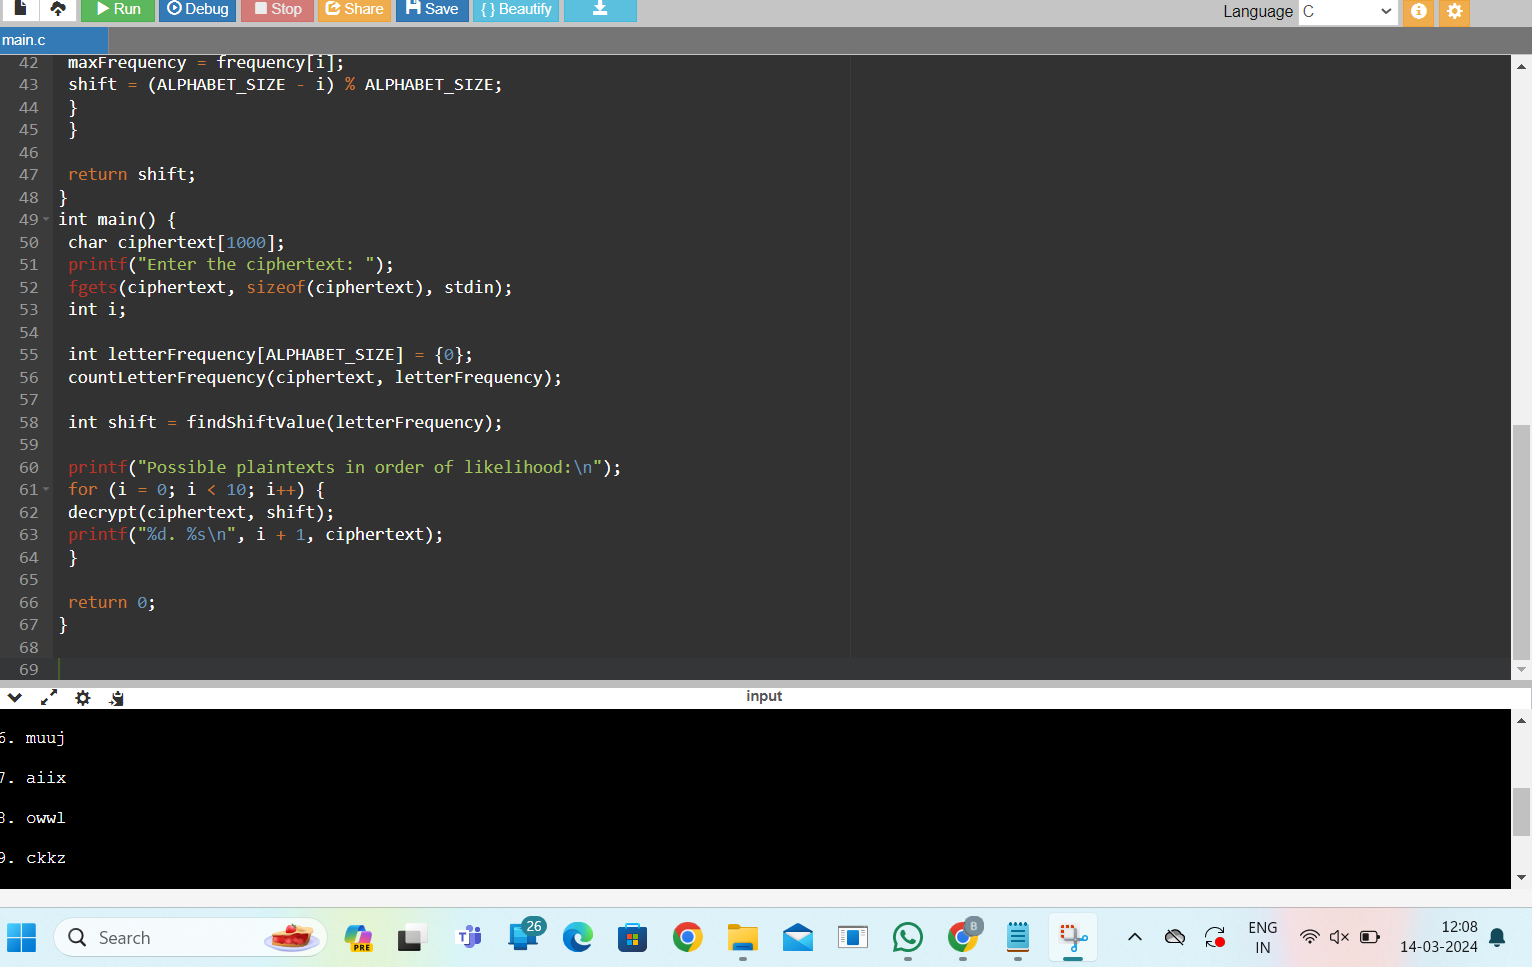 Run Debug Stop Share Save { } Beautify Language C
main.c
42 maxFrequency = frequency[i];
43 shift = (ALPHABET_SIZE - i) % ALPHABET_SIZE;
44 }
45 }
46
47 return shift;
48 }
49 int main() {
50 char ciphertext[1000];
51 printf("Enter the ciphertext: ");
52 fgets(ciphertext, sizeof(ciphertext), stdin);
53 int i;
54
55 int letterFrequency[ALPHABET_SIZE] = {0};
56 countLetterFrequency(ciphertext, letterFrequency);
57
58 int shift = findShiftValue(letterFrequency);
59
60 printf("Possible plaintexts in order of likelihood:\n");
61 for (i = 0; i < 10; i++) {
62 decrypt(ciphertext, shift);
63 printf("%d. %s\n", i + 1, ciphertext);
64 }
65
66 return 0;
67 }
68
69
input
6. muuj
7. aiix
8. owwl
9. ckkz
Search PRE 26 B ENG 12:08
IN 14-03-2024